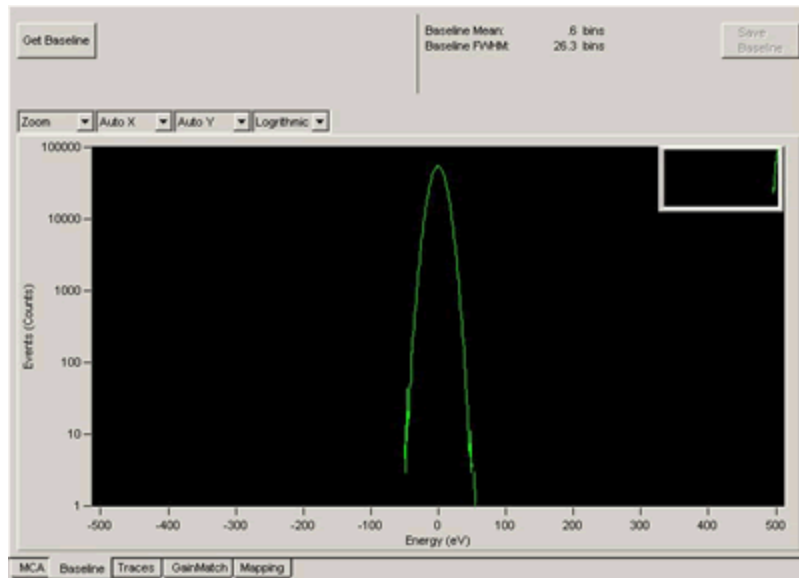 Get Baseline
Baseline Mean: .6 bins
Baseline FWHM: 26.3 bins
Save Baseline
Zoom Auto X Auto Y Logrithmic
100000
10000
1000
100
10
1
Events (Counts)
-500 -400 -300 -200 -100 0 100 200 300 400 500
Energy (eV)
MCA Baseline Traces GainMatch Mapping